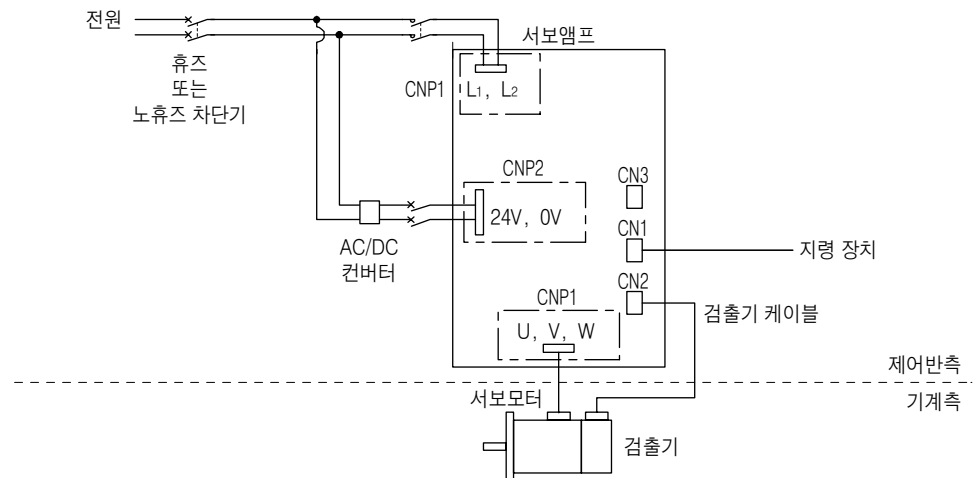 전원
서보앰프
휴즈
또는
노휴즈 차단기
CNP1
L1, L2
CNP2
24V, 0V
CN3
CN1
지령 장치
AC/DC
컨버터
CN2
검출기 케이블
CNP1
U, V, W
제어반측
기계측
서보모터
검출기